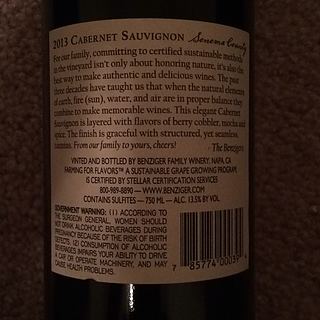 2013 CABERNET SAUVIGNON Sonoma County
For our family, committing to certified sustainable methods
in the vineyard isn't only about honoring nature, it's also the
best way to make authentic and delicious wines. The past
three decades have taught us that when the natural elements
of earth, fire (sun), water, and air are in proper balance they
combine to make memorable wines. This elegant Cabernet
Sauvignon is layered with flavors of berry cobbler, mocha and
spice. The finish is graceful with structured, yet seamless
tannins. From our family to yours, cheers!
- The Benzigers
VINTED AND BOTTLED BY BENZIGER FAMILY WINERY, NAPA, CA
FARMING FOR FLAVORS™ A SUSTAINABLE GRAPE GROWING PROGRAM,
IS CERTIFIED BY STELLAR CERTIFICATION SERVICES
800-989-8890 — WWW.BENZIGER.COM
CONTAINS SULFITES — 750 ML — ALC. 13.5% BY VOL.
GOVERNMENT WARNING: (1) ACCORDING TO
THE SURGEON GENERAL, WOMEN SHOULD
NOT DRINK ALCOHOLIC BEVERAGES DURING
PREGNANCY BECAUSE OF THE RISK OF BIRTH
DEFECTS. (2) CONSUMPTION OF ALCOHOLIC
BEVERAGES IMPAIRS YOUR ABILITY TO DRIVE
A CAR OR OPERATE MACHINERY, AND MAY
CAUSE HEALTH PROBLEMS.
7 85774